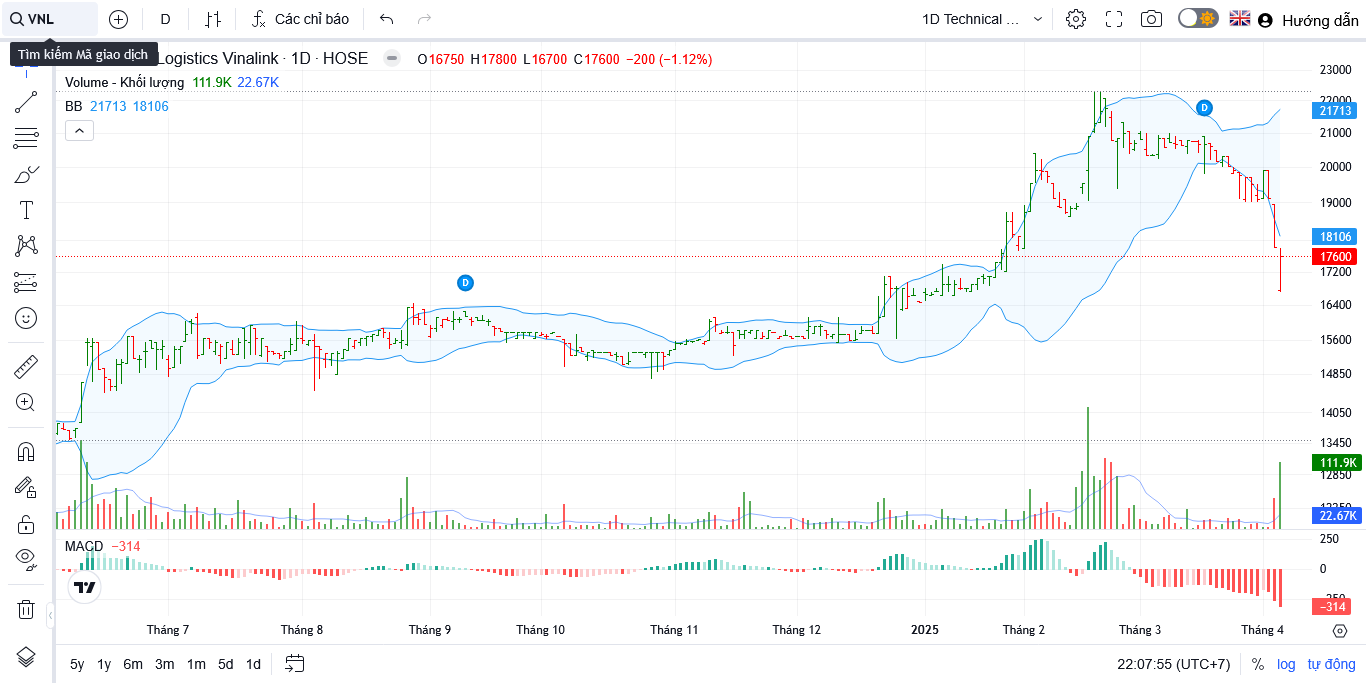 VNL
D
Các chỉ báo
1D Technical ...
Hướng dẫn
Tìm kiếm Mã giao dịch
Logistics Vinalink · 1D · HOSE
O16750 H17800 L16700 C17600 −200 (−1.12%)
Volume - Khối lượng 111.9K 22.67K
BB 21713 18106
D
D
23000
22000
21713
21000
20000
19000
18106
17600
17200
16400
15600
14850
14050
13450
111.9K
12850
22.67K
MACD −314
250
0
−314
Tháng 7
Tháng 8
Tháng 9
Tháng 10
Tháng 11
Tháng 12
2025
Tháng 2
Tháng 3
Tháng 4
5y 1y 6m 3m 1m 5d 1d
22:07:55 (UTC+7)
%
log
tự động